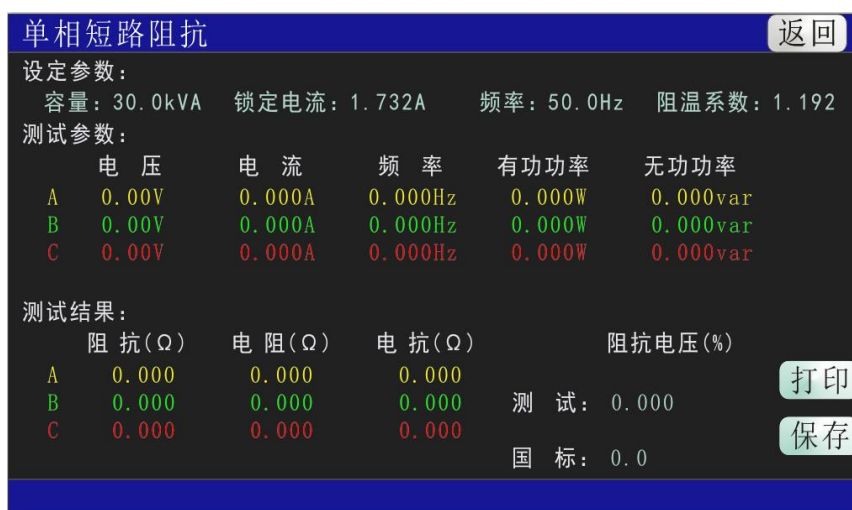 单相短路阻抗 返回
设定参数：
容量：30.0kVA 锁定电流：1.732A 频率：50.0Hz 阻温系数：1.192
测试参数：
电 压 电 流 频 率 有功功率 无功功率
A 0.00V 0.000A 0.000Hz 0.000W 0.000var
B 0.00V 0.000A 0.000Hz 0.000W 0.000var
C 0.00V 0.000A 0.000Hz 0.000W 0.000var
测试结果：
阻 抗(Ω) 电 阻(Ω) 电 抗(Ω) 阻抗电压(%)
A 0.000 0.000 0.000 打印
B 0.000 0.000 0.000 测 试：0.000
C 0.000 0.000 0.000 保存
国 标：0.0